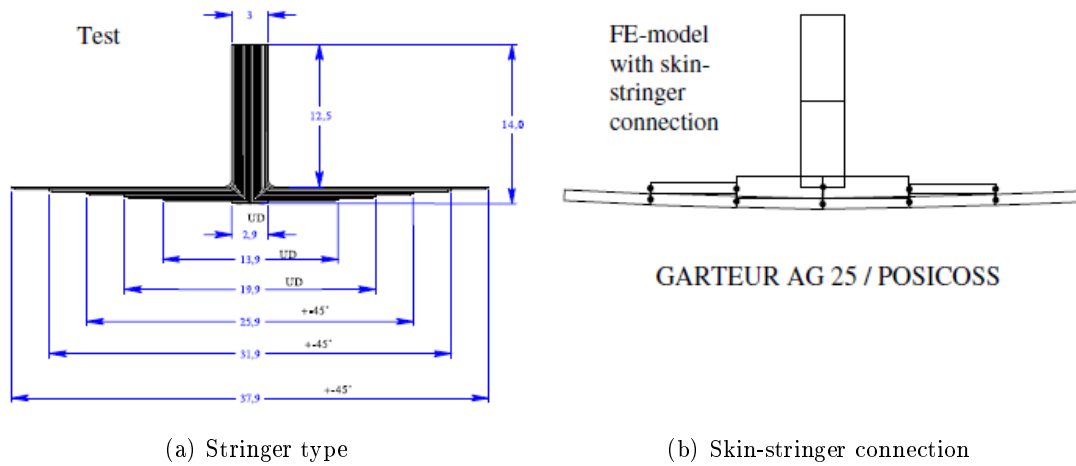 3
Test
12,5
14,0
UD
2,9
UD
13,9
UD
19,9
+-45°
25,9
+-45°
31,9
+-45°
37,9
(a) Stringer type
FE-model
with skin-
stringer
connection
GARTEUR AG 25 / POSICOSS
(b) Skin-stringer connection